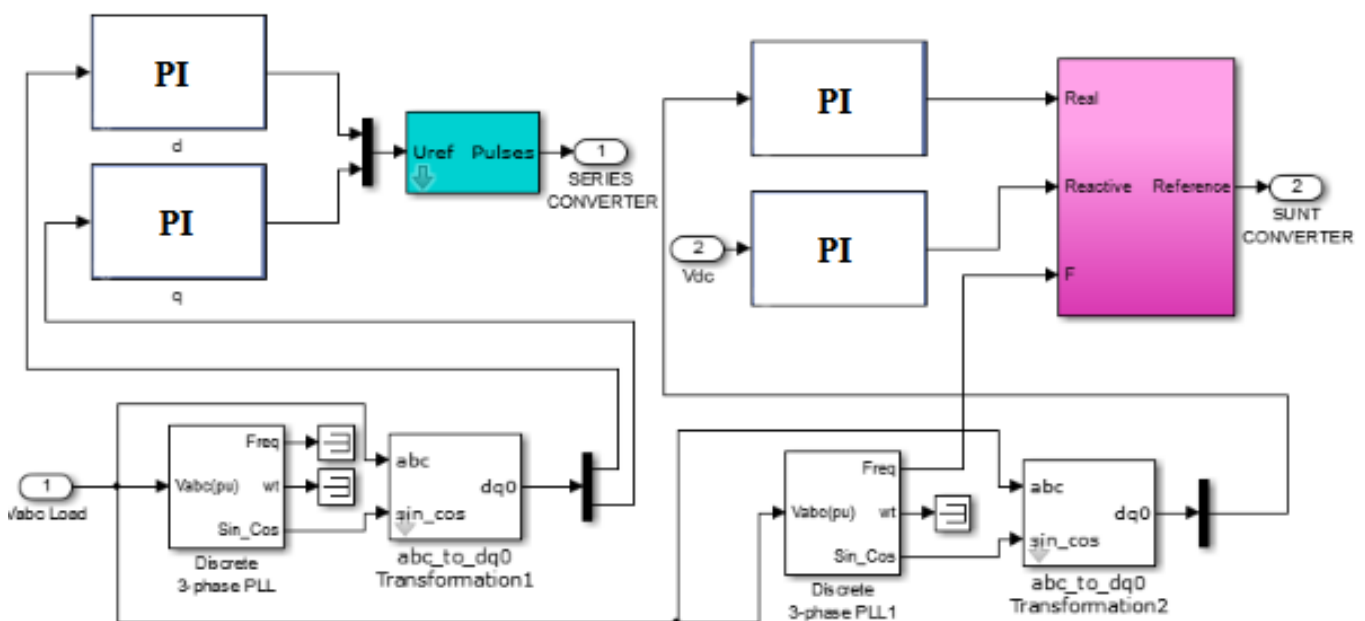 PI
d
PI
q
Uref Pulses
1
SERIES
CONVERTER
PI
PI
2
Vdc
Real
Reactive
Reference
F
2
SUNT
CONVERTER
1
Vabc Load
Vabc(pu)
Freq
wt
Sin_Cos
Discrete
3-phase PLL
abc
dq0
sin_cos
abc_to_dq0
Transformation1
Vabc(pu)
Freq
wt
Sin_Cos
Discrete
3-phase PLL1
abc
dq0
sin_cos
abc_to_dq0
Transformation2